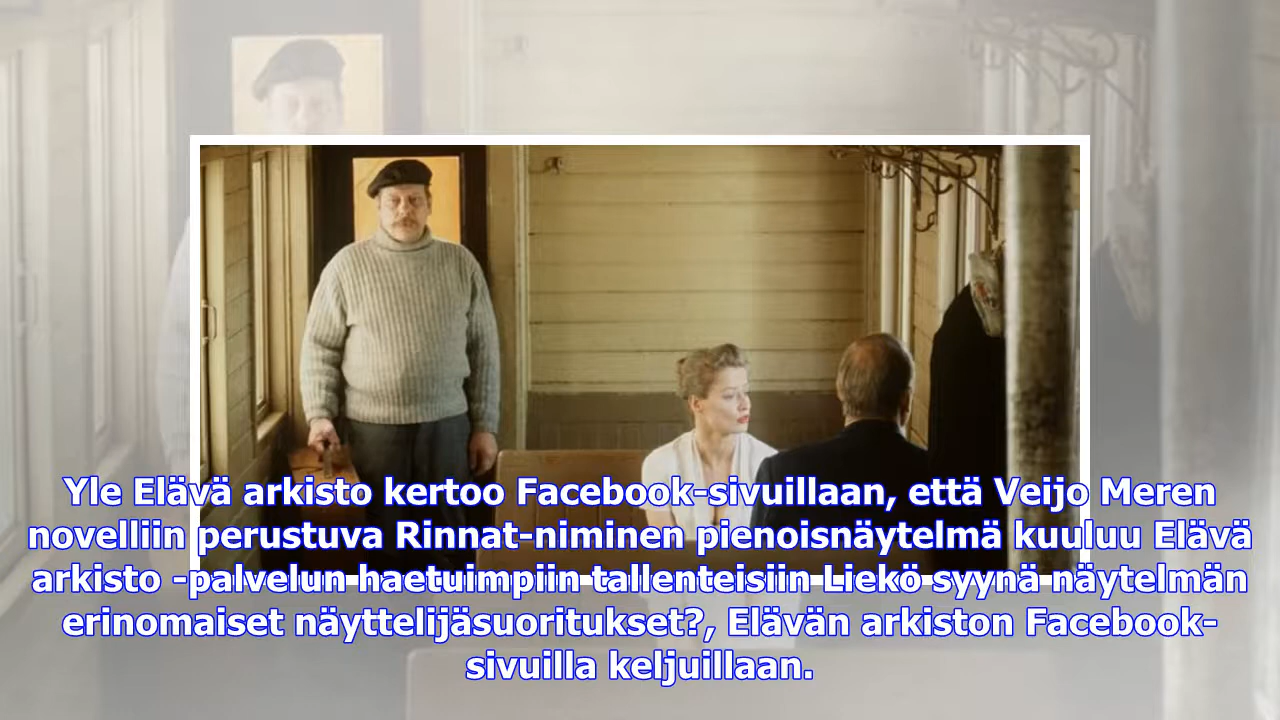 Yle Elävä arkisto kertoo Facebook-sivuillaan, että Veijo Meren
novelliin perustuva Rinnat-niminen pienoisnäytelmä kuuluu Elävä
arkisto -palvelun haetuimpiin tallenteisiin Liekö syynä näytelmän
erinomaiset näyttelijäsuoritukset?, Elävän arkiston Facebook-
sivuilla keljuillaan.